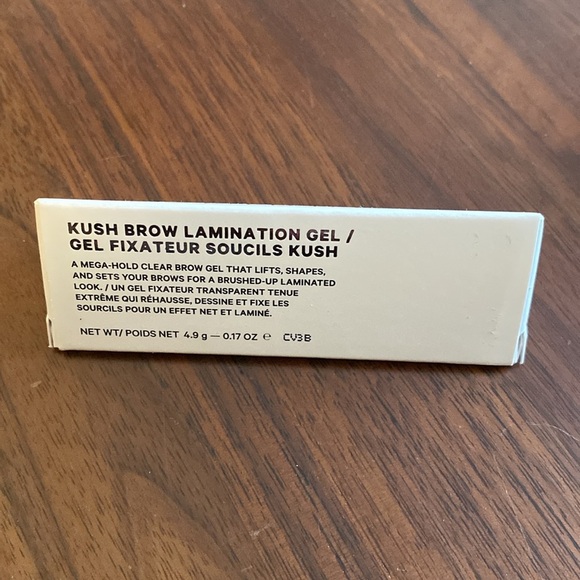 KUSH BROW LAMINATION GEL /
GEL FIXATEUR SOUCILS KUSH
A MEGA-HOLD CLEAR BROW GEL THAT LIFTS, SHAPES,
AND SETS YOUR BROWS FOR A BRUSHED-UP LAMINATED
LOOK. / UN GEL FIXATEUR TRANSPARENT TENUE
EXTRÊME QUI RÉHAUSSE, DESSINE ET FIXE LES
SOURCILS POUR UN EFFET NET ET LAMINÉ.
NET WT/ POIDS NET 4.9 g — 0.17 OZ ℮ CV3B